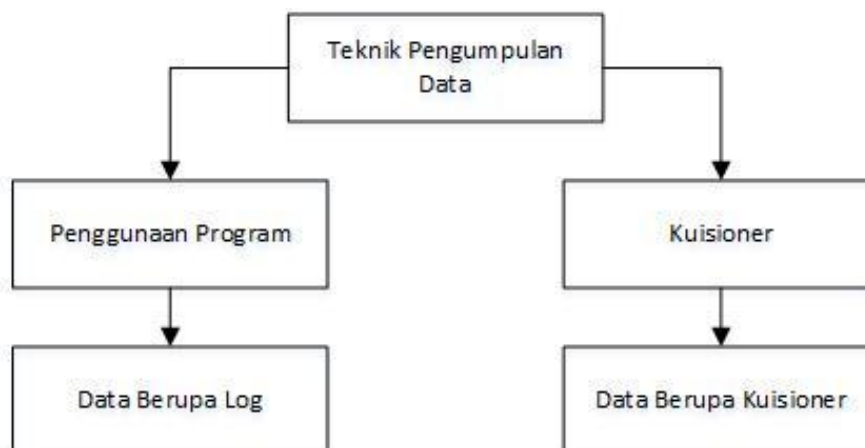 Teknik Pengumpulan
Data
Penggunaan Program
Kuisioner
Data Berupa Log
Data Berupa Kuisioner